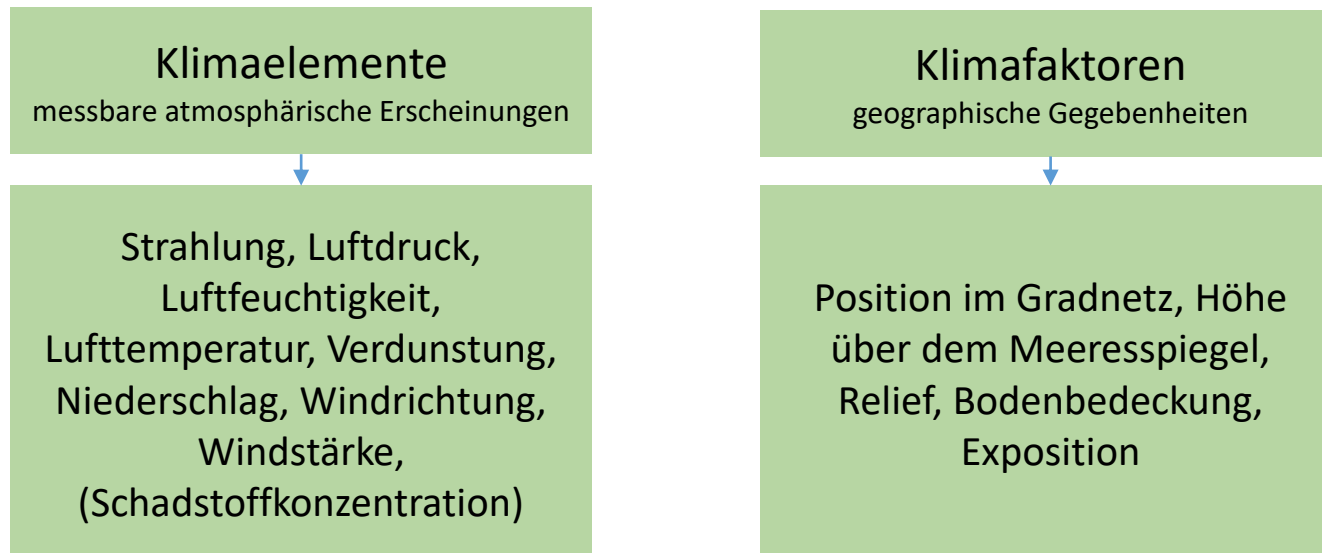 Klimaelemente
messbare atmosphärische Erscheinungen
Strahlung, Luftdruck,
Luftfeuchtigkeit,
Lufttemperatur, Verdunstung,
Niederschlag, Windrichtung,
Windstärke,
(Schadstoffkonzentration)
Klimafaktoren
geographische Gegebenheiten
Position im Gradnetz, Höhe
über dem Meeresspiegel,
Relief, Bodenbedeckung,
Exposition